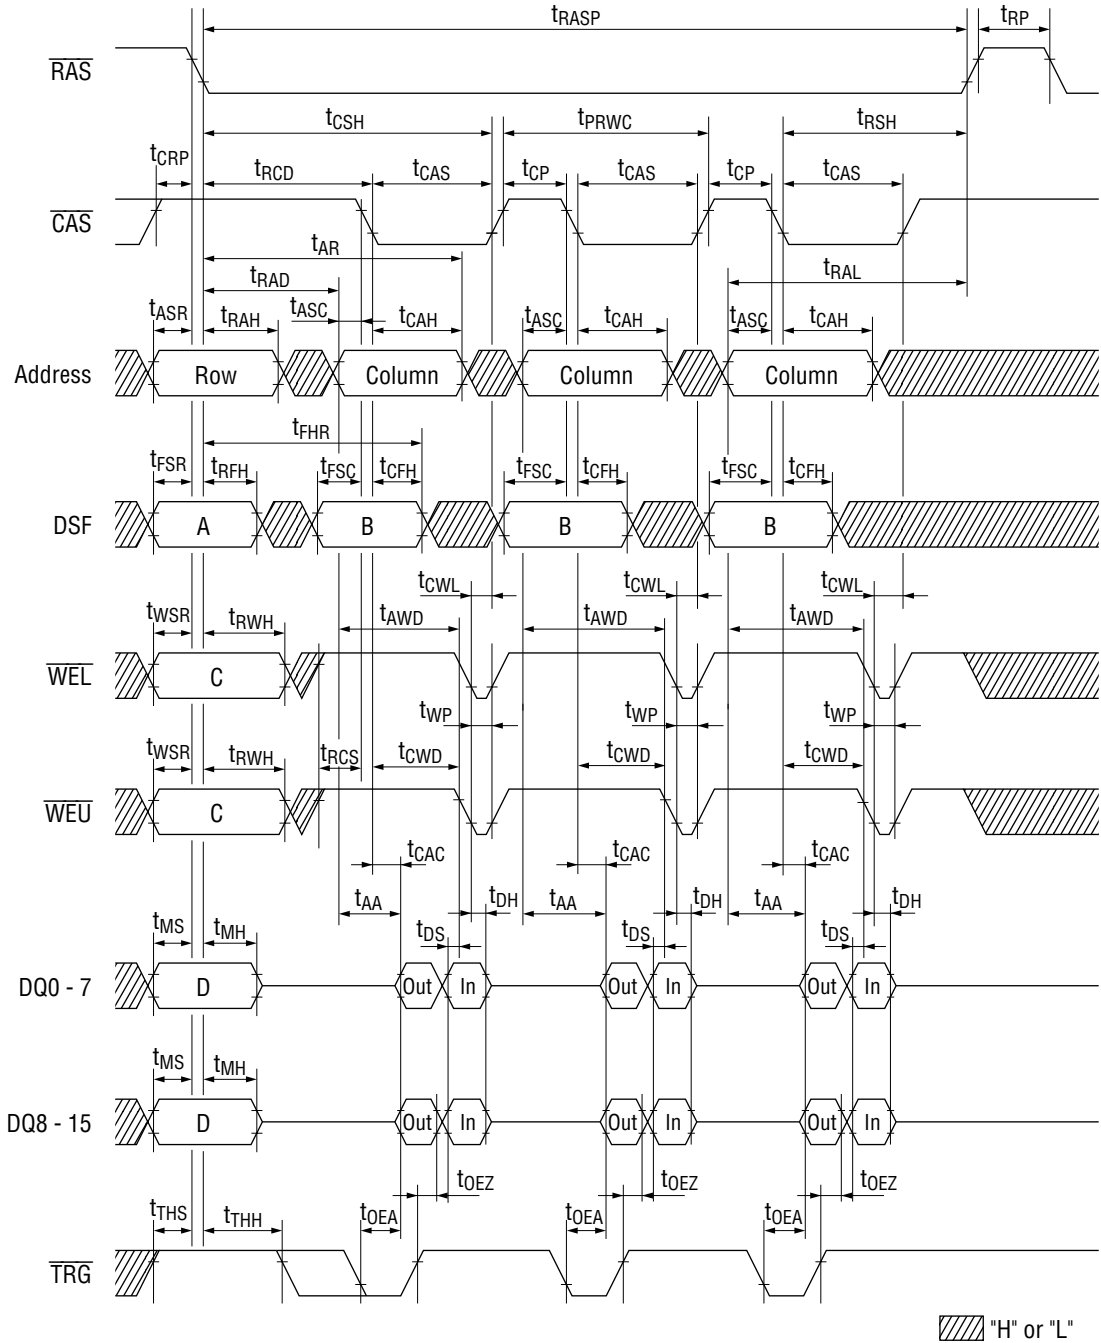 tRASP tRP
RAS
tCSH tPRWC tRSH
tCRP tRCD tCAS tCP tCAS tCP tCAS
CAS
tAR
tRAD tRAL
tASR tRAH tASC tCAH tASC tCAH tASC tCAH
Address Row Column Column Column
tFHR
tFSR tRFH tFSC tCFH tFSC tCFH tFSC tCFH
DSF A B B B
tCWL tCWL tCWL
tWSR tRWH tAWD tAWD tAWD
WEL C
tWP tWP tWP
tWSR tRWH tRCS tCWD tCWD tCWD
WEU C
tCAC tCAC tCAC
tAA tDH tAA tDH tAA tDH
tMS tMH tDS tDS tDS
DQ0 - 7 D Out In Out In Out In
tMS tMH
DQ8 - 15 D Out In Out In Out In
tOEZ tOEZ tOEZ
tTHS tTHH tOEA tOEA tOEA
TRG
"H" or "L"